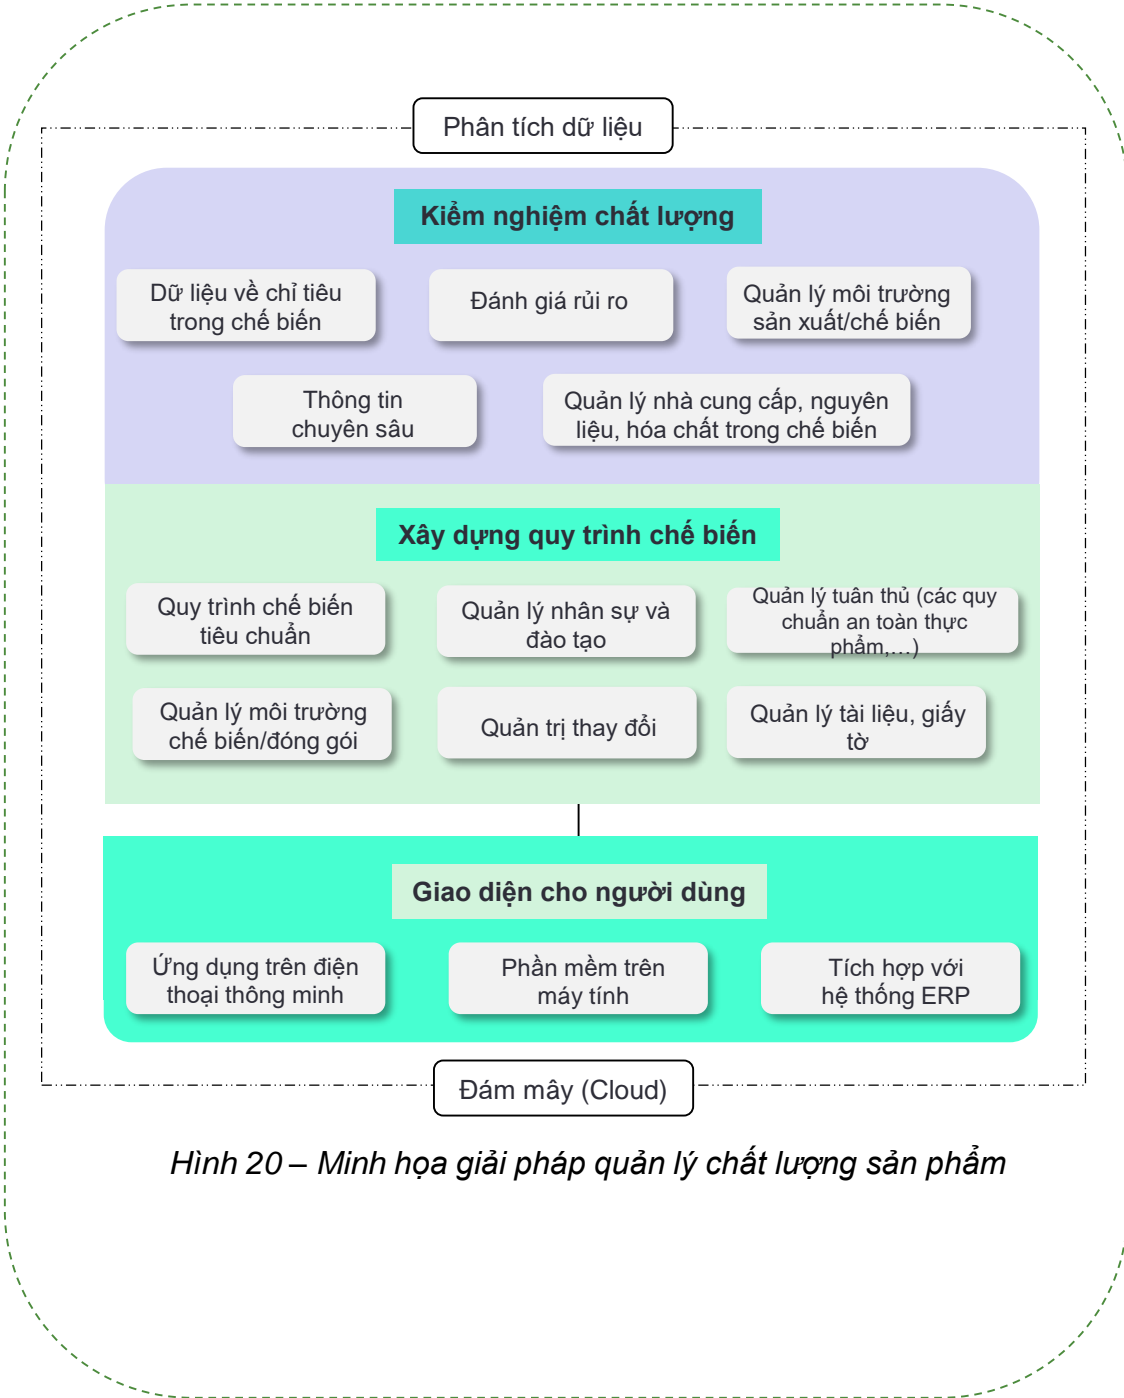 Phân tích dữ liệu
Kiểm nghiệm chất lượng
Dữ liệu về chỉ tiêu
trong chế biến
Đánh giá rủi ro
Quản lý môi trường
sản xuất/chế biến
Thông tin
chuyên sâu
Quản lý nhà cung cấp, nguyên
liệu, hóa chất trong chế biến
Xây dựng quy trình chế biến
Quy trình chế biến
tiêu chuẩn
Quản lý nhân sự và
đào tạo
Quản lý tuân thủ (các quy
chuẩn an toàn thực
phẩm,...)
Quản lý môi trường
chế biến/đóng gói
Quản trị thay đổi
Quản lý tài liệu, giấy
tờ
Giao diện cho người dùng
Ứng dụng trên điện
thoại thông minh
Phần mềm trên
máy tính
Tích hợp với
hệ thống ERP
Đám mây (Cloud)
Hình 20 – Minh họa giải pháp quản lý chất lượng sản phẩm